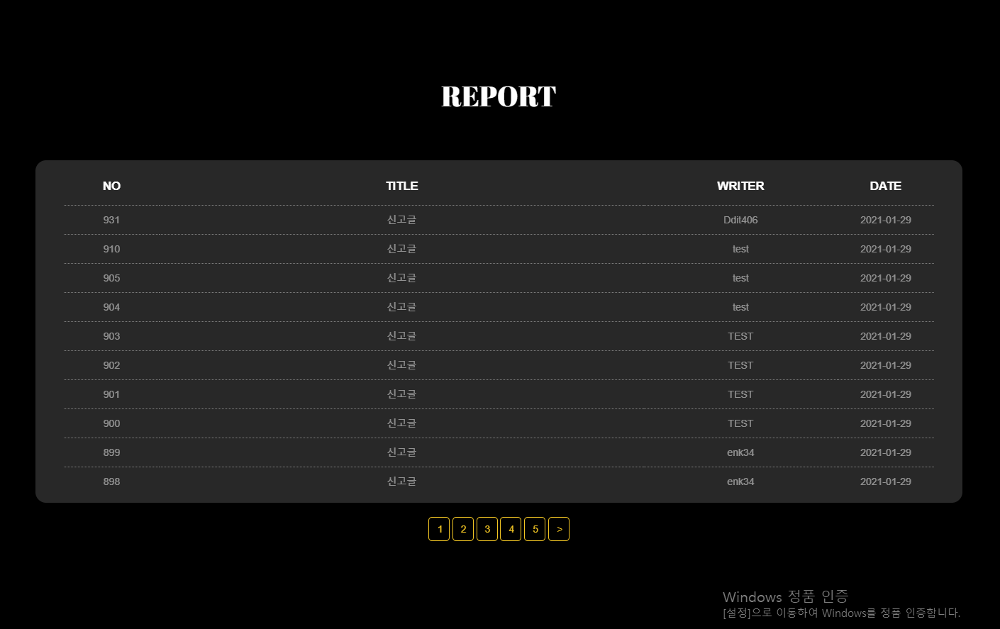 REPORT
NO TITLE WRITER DATE
931 신고글 Ddit406 2021-01-29
910 신고글 test 2021-01-29
905 신고글 test 2021-01-29
904 신고글 test 2021-01-29
903 신고글 TEST 2021-01-29
902 신고글 TEST 2021-01-29
901 신고글 TEST 2021-01-29
900 신고글 TEST 2021-01-29
899 신고글 enk34 2021-01-29
898 신고글 enk34 2021-01-29
1 2 3 4 5 >
Windows 정품 인증
[설정]으로 이동하여 Windows를 정품 인증합니다.